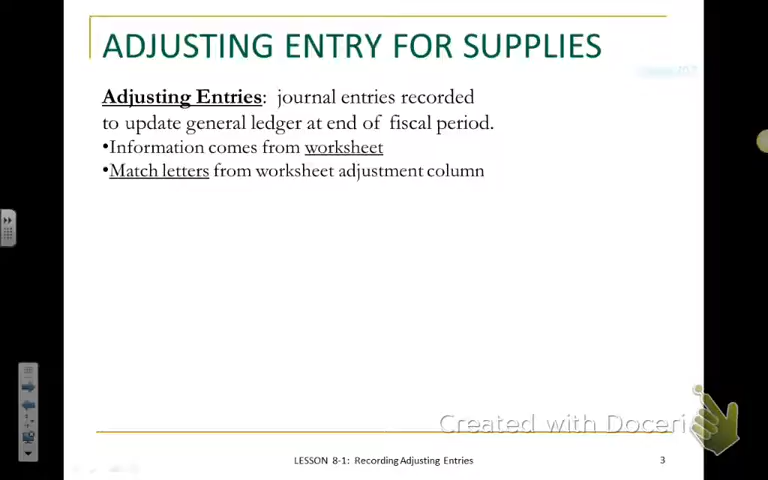 ADJUSTING ENTRY FOR SUPPLIES
Adjusting Entries: journal entries recorded
to update general ledger at end of fiscal period.
•Information comes from worksheet
•Match letters from worksheet adjustment column
Created with Doceri
LESSON 8-1: Recording Adjusting Entries
3